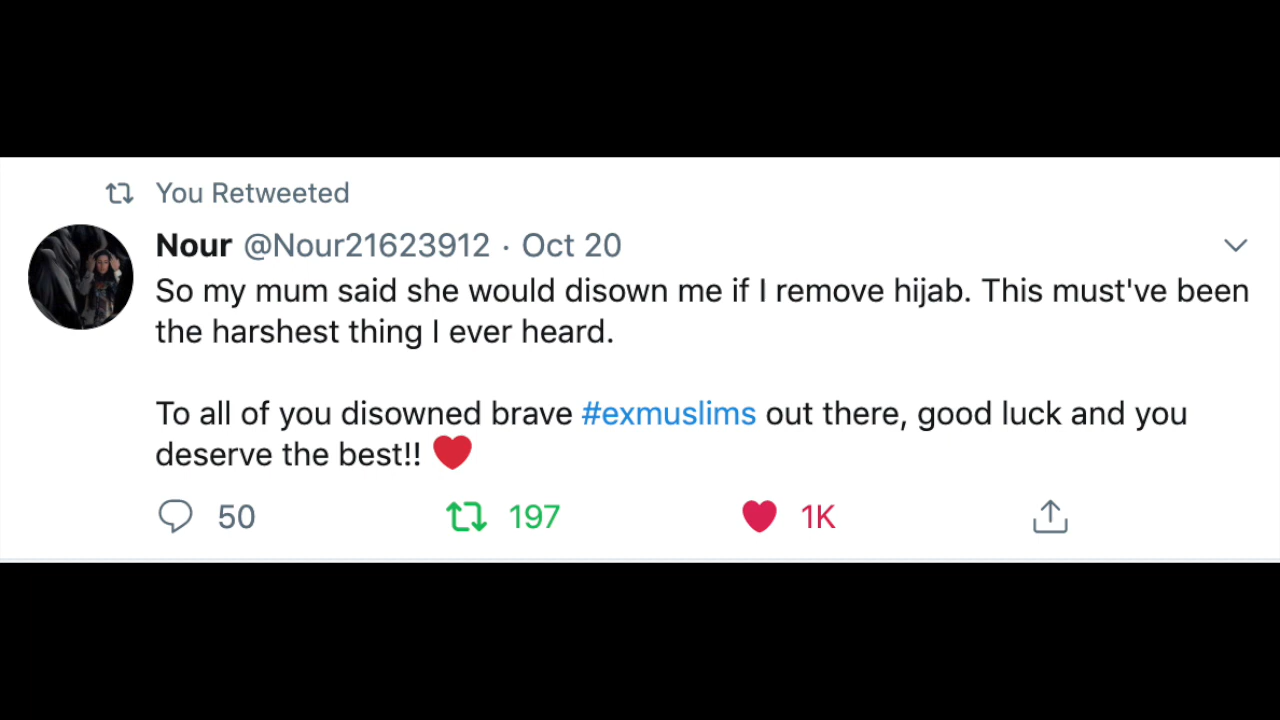 You Retweeted
Nour @Nour21623912 · Oct 20
So my mum said she would disown me if I remove hijab. This must've been
the harshest thing I ever heard.
To all of you disowned brave #exmuslims out there, good luck and you
deserve the best!! ❤️
50 197 1K